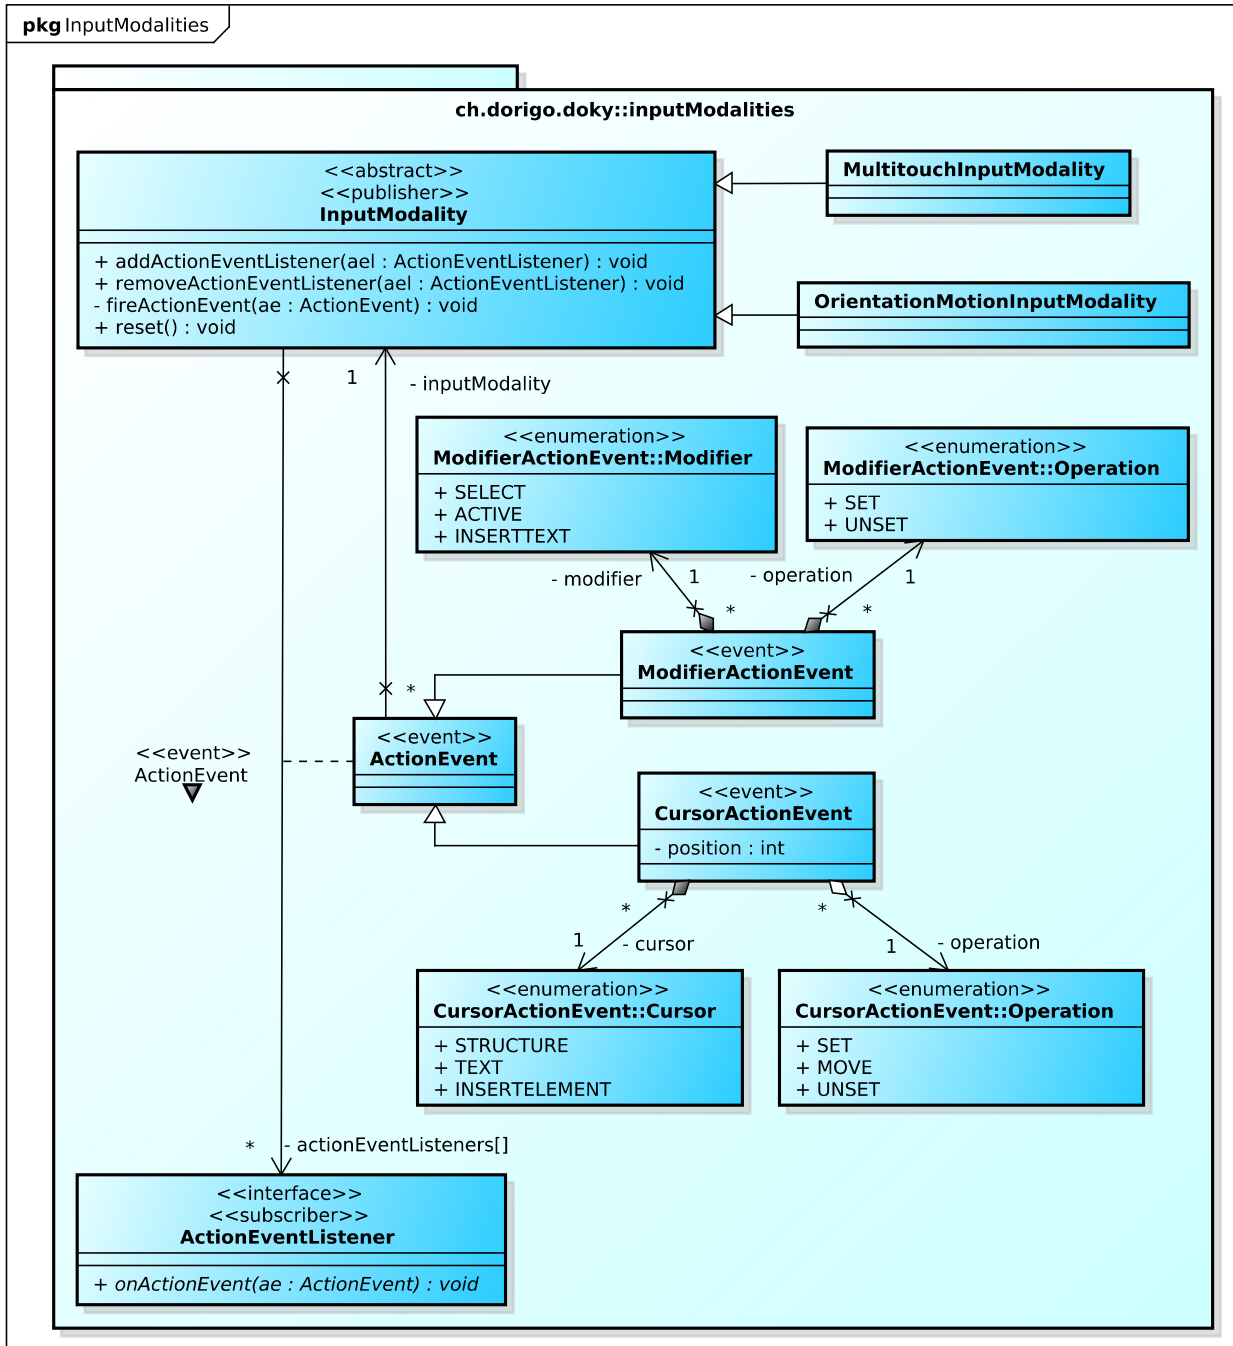 pkg InputModalities
ch.dorigo.doky::inputModalities
<<abstract>>
<<publisher>>
InputModality
+ addActionEventListener(ael : ActionEventListener) : void
+ removeActionEventListener(ael : ActionEventListener) : void
- fireActionEvent(ae : ActionEvent) : void
+ reset() : void
MultitouchInputModality
OrientationMotionInputModality
1
- inputModality
<<enumeration>>
ModifierActionEvent::Modifier
+ SELECT
+ ACTIVE
+ INSERTTEXT
<<enumeration>>
ModifierActionEvent::Operation
+ SET
+ UNSET
- modifier
1
*
- operation
1
*
<<event>>
ModifierActionEvent
*
<<event>>
ActionEvent
<<event>>
ActionEvent
<<event>>
CursorActionEvent
- position : int
*
1
- cursor
*
1
- operation
<<enumeration>>
CursorActionEvent::Cursor
+ STRUCTURE
+ TEXT
+ INSERTELEMENT
<<enumeration>>
CursorActionEvent::Operation
+ SET
+ MOVE
+ UNSET
*
- actionEventListeners[]
<<interface>>
<<subscriber>>
ActionEventListener
+ onActionEvent(ae : ActionEvent) : void